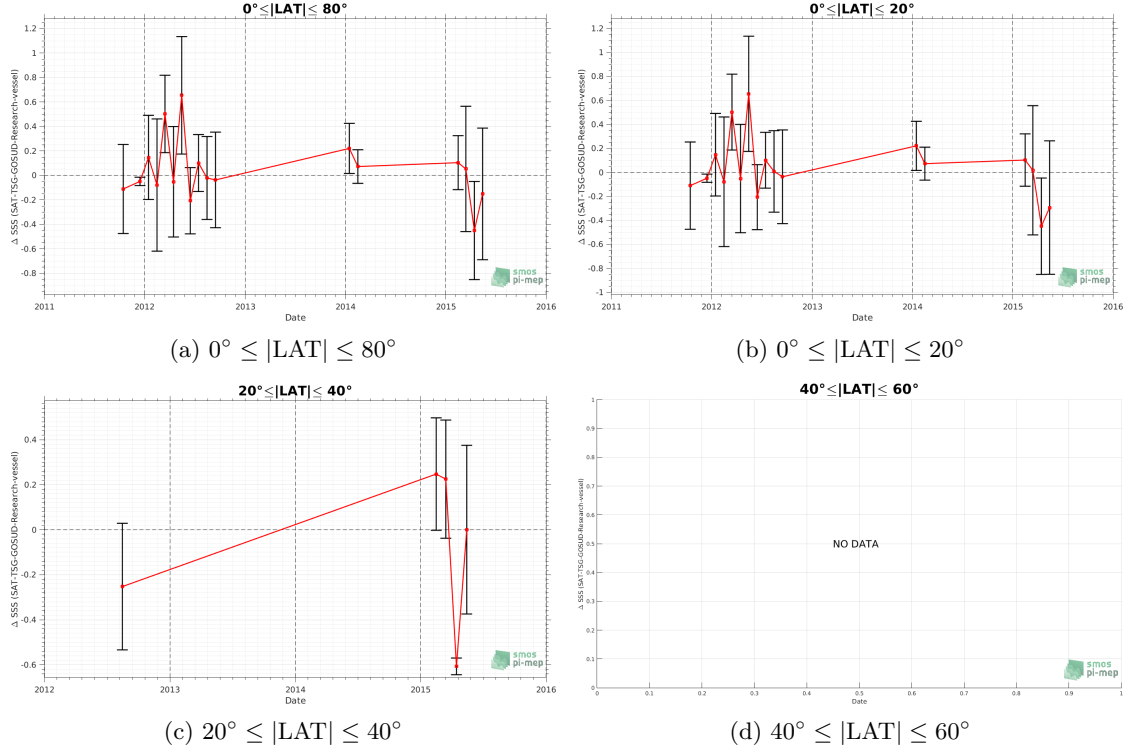 0°≤|LAT|≤ 80°
Δ SSS (SAT-TSG-GOSUD-Research-vessel)
1.2
1
0.8
0.6
0.4
0.2
0
-0.2
-0.4
-0.6
-0.8
2011 2012 2013 2014 2015 2016
Date
smos
pi-mep
(a) 0° ≤ |LAT| ≤ 80°
0°≤|LAT|≤ 20°
Δ SSS (SAT-TSG-GOSUD-Research-vessel)
1.2
1
0.8
0.6
0.4
0.2
0
-0.2
-0.4
-0.6
-0.8
-1
2011 2012 2013 2014 2015 2016
Date
smos
pi-mep
(b) 0° ≤ |LAT| ≤ 20°
20°≤|LAT|≤ 40°
Δ SSS (SAT-TSG-GOSUD-Research-vessel)
0.4
0.2
0
-0.2
-0.4
-0.6
2012 2013 2014 2015 2016
Date
smos
pi-mep
(c) 20° ≤ |LAT| ≤ 40°
40°≤|LAT|≤ 60°
Δ SSS (SAT-TSG-GOSUD-Research-vessel)
1
0.9
0.8
0.7
0.6
0.5
0.4
0.3
0.2
0.1
0
NO DATA
0 0.1 0.2 0.3 0.4 0.5 0.6 0.7 0.8 0.9 1
Date
smos
pi-mep
(d) 40° ≤ |LAT| ≤ 60°